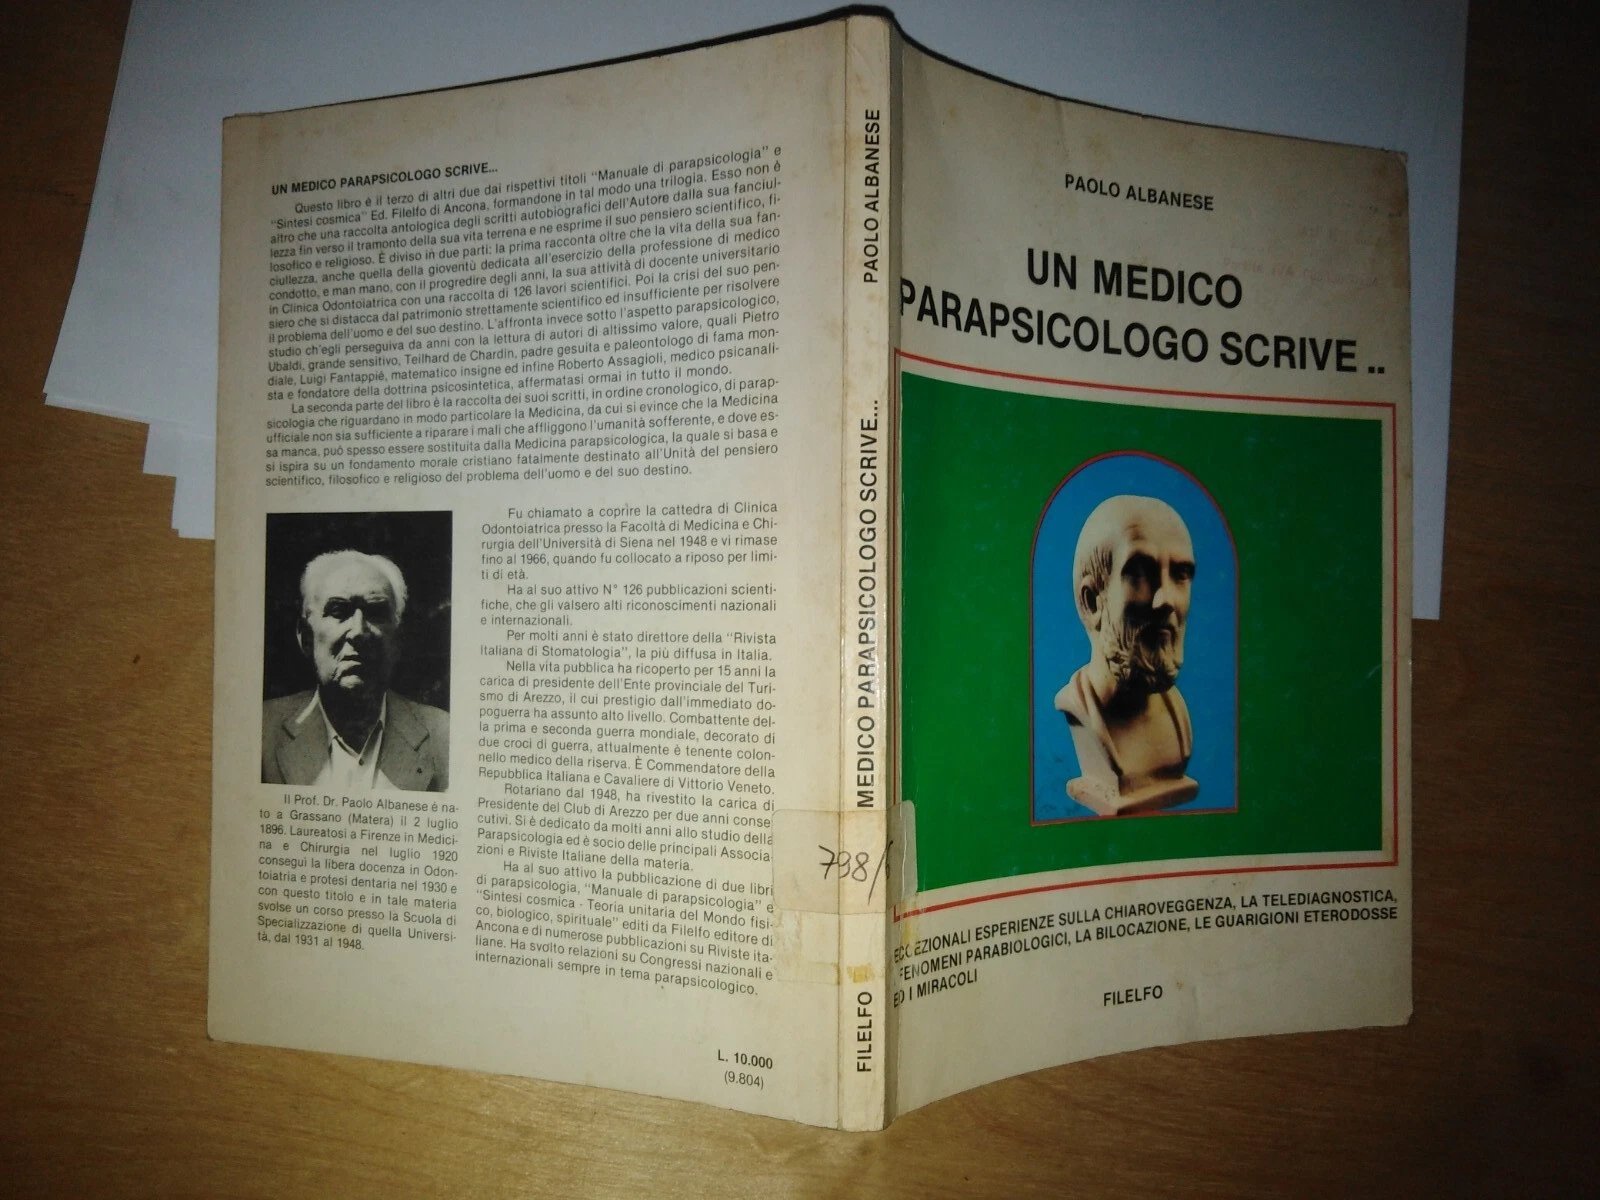 UN MEDICO PARAPSICOLOGO SCRIVE...
Questo libro è il terzo di altri due dai rispettivi titoli "Manuale di parapsicologia" e
"Sintesi cosmica" Ed. Filelfo di Ancona, formandone in tal modo una trilogia. Esso non è
altro che una raccolta antologica degli scritti autobiografici dell'Autore dalla sua fanciul-
lezza fin verso il tramonto della sua vita terrena e ne esprime il suo pensiero scientifico, fi-
losofico e religioso. È diviso in due parti: la prima racconta oltre che la vita della sua fan-
ciullezza, anche quella della gioventù dedicata all'esercizio della professione di medico
condotto, e man mano, con il progredire degli anni, la sua attività di docente universitario
in Clinica Odontoiatrica con una raccolta di 126 lavori scientifici. Poi la crisi del suo pen-
siero che si distacca dal patrimonio strettamente scientifico ed insufficiente per risolvere
il problema dell'uomo e del suo destino. L'affronta invece sotto l'aspetto parapsicologico,
studio ch'egli perseguiva da anni con la lettura di autori di altissimo valore, quali Pietro
Ubaldi, grande sensitivo, Teilhard de Chardin, padre gesuita e paleontologo di fama mon-
diale, Luigi Fantappié, matematico insigne ed infine Roberto Assagioli, medico psicanali-
sta e fondatore della dottrina psicosintetica, affermatasi ormai in tutto il mondo.
La seconda parte del libro è la raccolta dei suoi scritti, in ordine cronologico, di parap-
sicologia che riguardano in modo particolare la Medicina, da cui si evince che la Medicina
ufficiale non sia sufficiente a riparare i mali che affliggono l'umanità sofferente, e dove es-
sa manca, può spesso essere sostituita dalla Medicina parapsicologica, la quale si basa e
si ispira su un fondamento morale cristiano fatalmente destinato all'Unità del pensiero
scientifico, filosofico e religioso del problema dell'uomo e del suo destino.
Il Prof. Dr. Paolo Albanese è na-
to a Grassano (Matera) il 2 luglio
1896. Laureatosi a Firenze in Medici-
na e Chirurgia nel luglio 1920
conseguì la libera docenza in Odon-
toiatria e protesi dentaria nel 1930 e
con questo titolo e in tale materia
svolse un corso presso la Scuola di
Specializzazione di quella Universi-
tà, dal 1931 al 1948.
Fu chiamato a coprire la cattedra di Clinica
Odontoiatrica presso la Facoltà di Medicina e Chi-
rurgia dell'Università di Siena nel 1948 e vi rimase
fino al 1966, quando fu collocato a riposo per limi-
ti di età.
Ha al suo attivo N° 126 pubblicazioni scienti-
fiche, che gli valsero alti riconoscimenti nazionali
e internazionali.
Per molti anni è stato direttore della "Rivista
Italiana di Stomatologia", la più diffusa in Italia.
Nella vita pubblica ha ricoperto per 15 anni la
carica di presidente dell'Ente provinciale del Turi-
smo di Arezzo, il cui prestigio dall'immediato do-
poguerra ha assunto alto livello. Combattente del-
la prima e seconda guerra mondiale, decorato di
due croci di guerra, attualmente è tenente colon-
nello medico della riserva. È Commendatore della
Repubblica Italiana e Cavaliere di Vittorio Veneto.
Rotariano dal 1948, ha rivestito la carica di
Presidente del Club di Arezzo per due anni conse
cutivi. Si è dedicato da molti anni allo studio della
Parapsicologia ed è socio delle principali Associa-
zioni e Riviste Italiane della materia.
Ha al suo attivo la pubblicazione di due libri
di parapsicologia, "Manuale di parapsicologia" e
"Sintesi cosmica - Teoria unitaria del Mondo fisi-
co, biologico, spirituale" editi da Filelfo editore di
Ancona e di numerose pubblicazioni su Riviste ita-
liane. Ha svolto relazioni su Congressi nazionali e
internazionali sempre in tema parapsicologico.
L. 10.000
(9.804)
PAOLO ALBANESE
MEDICO PARAPSICOLOGO SCRIVE...
FILELFO
798/
PAOLO ALBANESE
UN MEDICO
PARAPSICOLOGO SCRIVE..
ECCEZIONALI ESPERIENZE SULLA CHIAROVEGGENZA, LA TELEDIAGNOSTICA,
FENOMENI PARABIOLOGICI, LA BILOCAZIONE, LE GUARIGIONI ETERODOSSE
ED I MIRACOLI
FILELFO